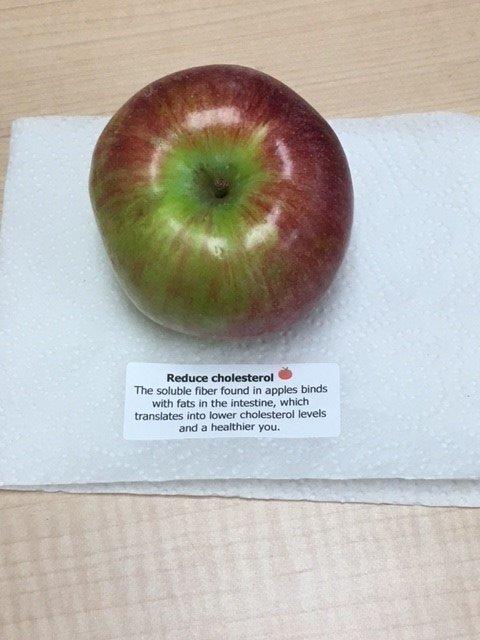 Reduce cholesterol
The soluble fiber found in apples binds
with fats in the intestine, which
translates into lower cholesterol levels
and a healthier you.